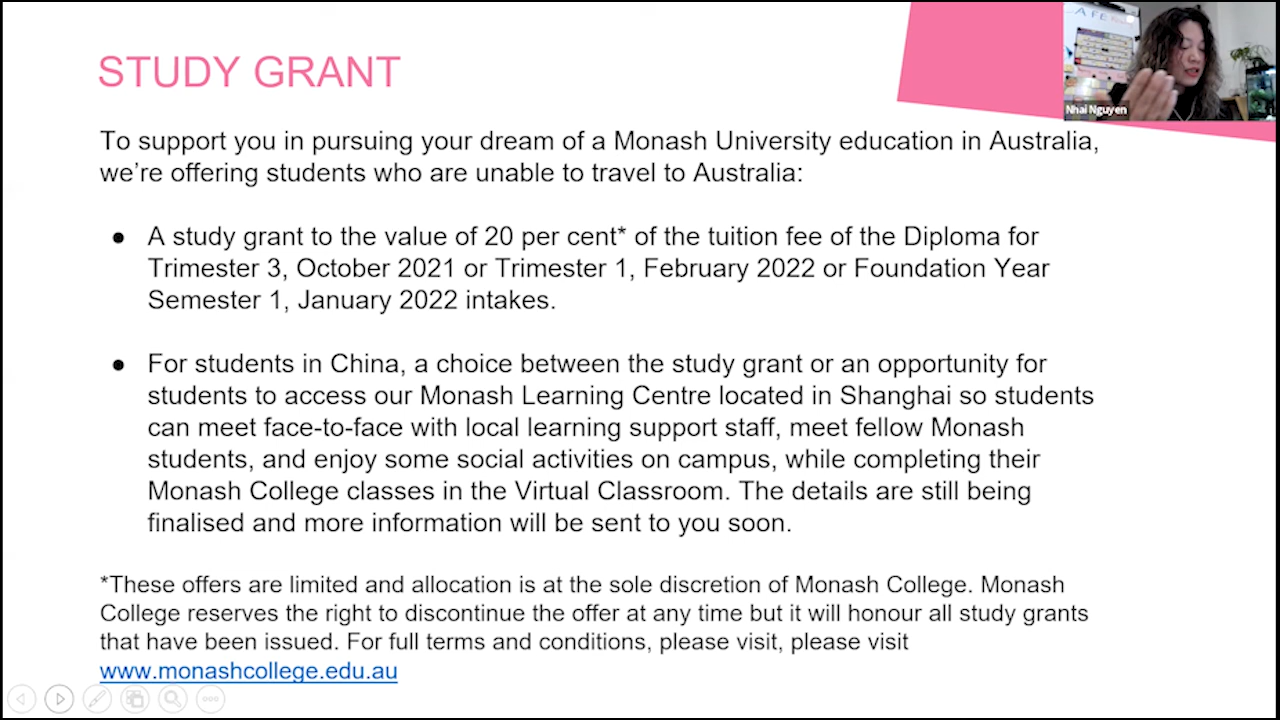 STUDY GRANT
A F E
Nhai Nguyen
To support you in pursuing your dream of a Monash University education in Australia,
we’re offering students who are unable to travel to Australia:
● A study grant to the value of 20 per cent* of the tuition fee of the Diploma for
Trimester 3, October 2021 or Trimester 1, February 2022 or Foundation Year
Semester 1, January 2022 intakes.
● For students in China, a choice between the study grant or an opportunity for
students to access our Monash Learning Centre located in Shanghai so students
can meet face-to-face with local learning support staff, meet fellow Monash
students, and enjoy some social activities on campus, while completing their
Monash College classes in the Virtual Classroom. The details are still being
finalised and more information will be sent to you soon.
*These offers are limited and allocation is at the sole discretion of Monash College. Monash
College reserves the right to discontinue the offer at any time but it will honour all study grants
that have been issued. For full terms and conditions, please visit, please visit
www.monashcollege.edu.au